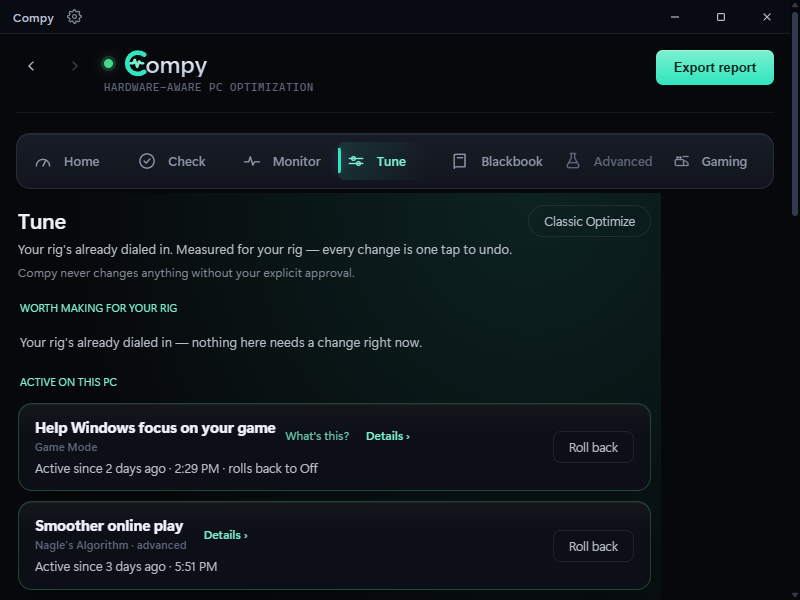 Compy
Compy
HARDWARE-AWARE PC OPTIMIZATION
Export report
Home
Check
Monitor
Tune
Blackbook
Advanced
Gaming
Tune
Classic Optimize
Your rig's already dialed in. Measured for your rig — every change is one tap to undo.
Compy never changes anything without your explicit approval.
WORTH MAKING FOR YOUR RIG
Your rig's already dialed in — nothing here needs a change right now.
ACTIVE ON THIS PC
Help Windows focus on your game What's this? Details ›
Game Mode
Roll back
Active since 2 days ago · 2:29 PM · rolls back to Off
Smoother online play Details ›
Nagle's Algorithm · advanced
Roll back
Active since 3 days ago · 5:51 PM